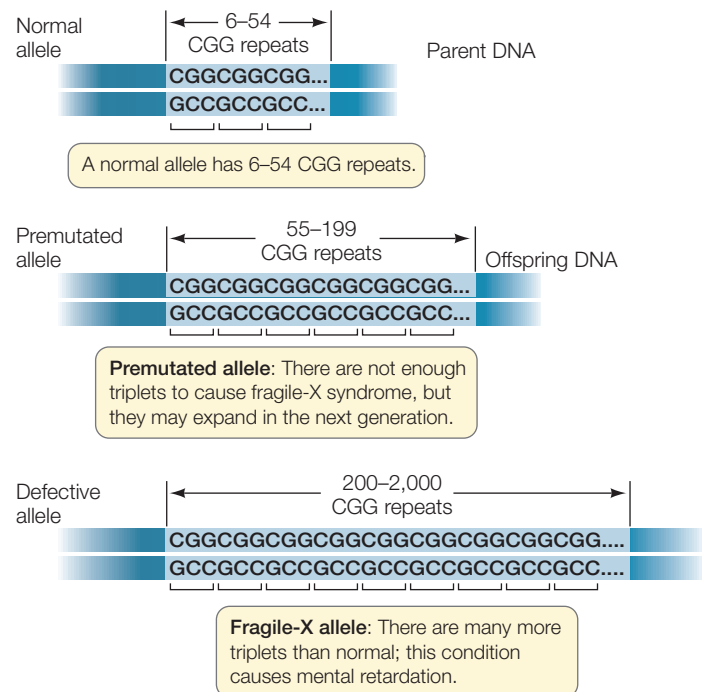 Normal
allele
6–54
CGG repeats
Parent DNA
CGGCGGCGG...
GCCGCCGCC...
A normal allele has 6–54 CGG repeats.
Premutated
allele
55–199
CGG repeats
Offspring DNA
CGGCGGCGGCGGCGGCGG...
GCCGCCGCCGCCGCCGCC...
Premutated allele: There are not enough
triplets to cause fragile-X syndrome, but
they may expand in the next generation.
Defective
allele
200–2,000
CGG repeats
CGGCGGCGGCGGCGGCGGCGGCGGCGG....
GCCGCCGCCGCCGCCGCCGCCGCCGCC....
Fragile-X allele: There are many more
triplets than normal; this condition
causes mental retardation.